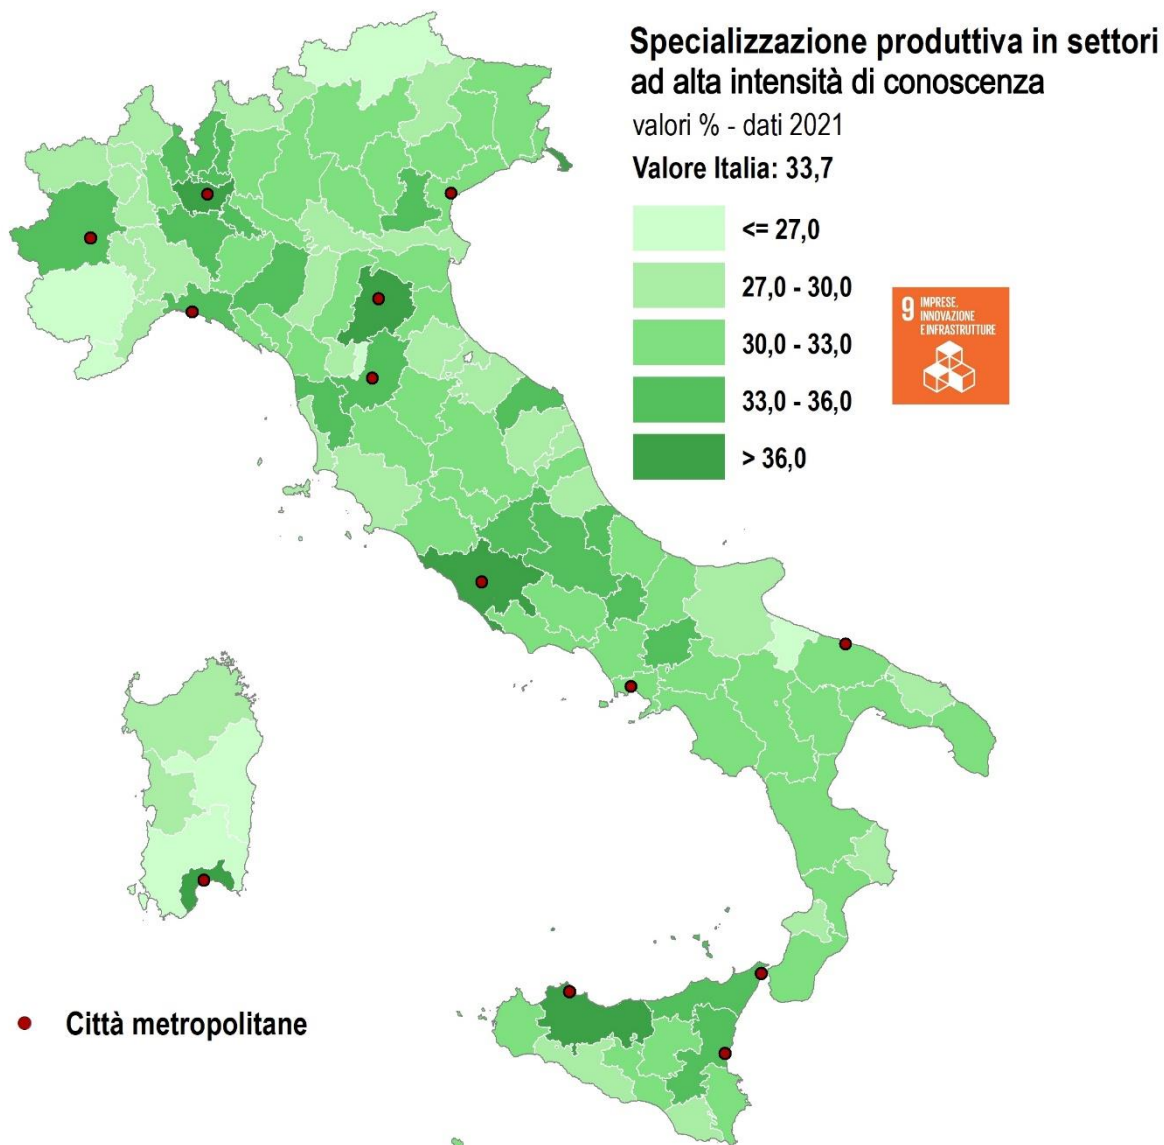 Specializzazione produttiva in settori
ad alta intensità di conoscenza
valori % - dati 2021
Valore Italia: 33,7
<= 27,0
27,0 - 30,0
30,0 - 33,0
33,0 - 36,0
> 36,0
9 IMPRESE,
INNOVAZIONE
E INFRASTRUTTURE
Città metropolitane